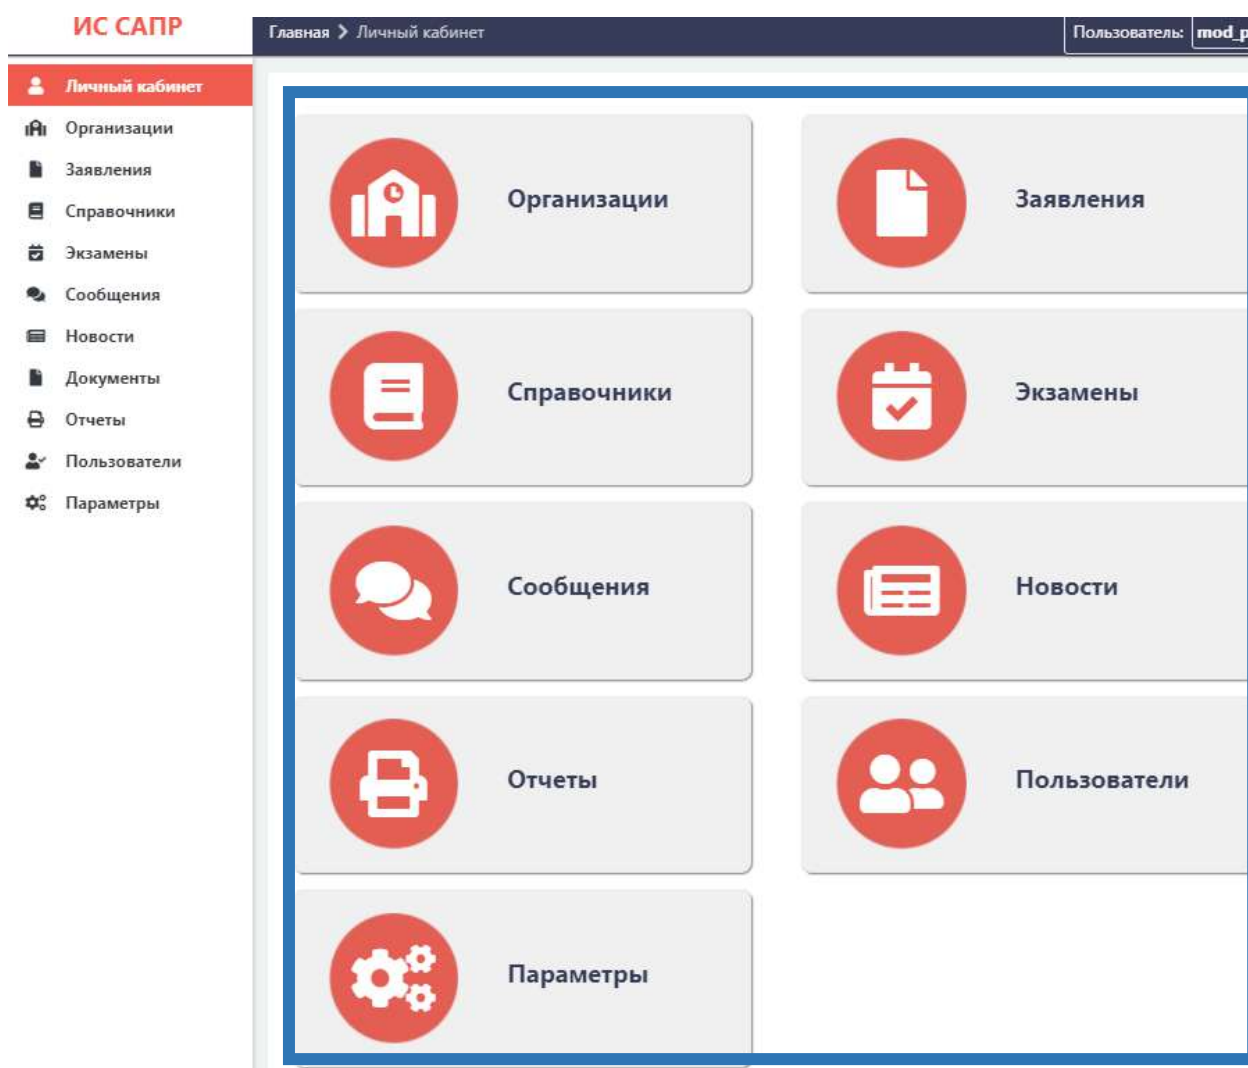 ИС САПР
Главная > Личный кабинет
Пользователь: mod_p
Личный кабинет
Организации
Заявления
Справочники
Экзамены
Сообщения
Новости
Документы
Отчеты
Пользователи
Параметры
Организации
Заявления
Справочники
Экзамены
Сообщения
Новости
Отчеты
Пользователи
Параметры